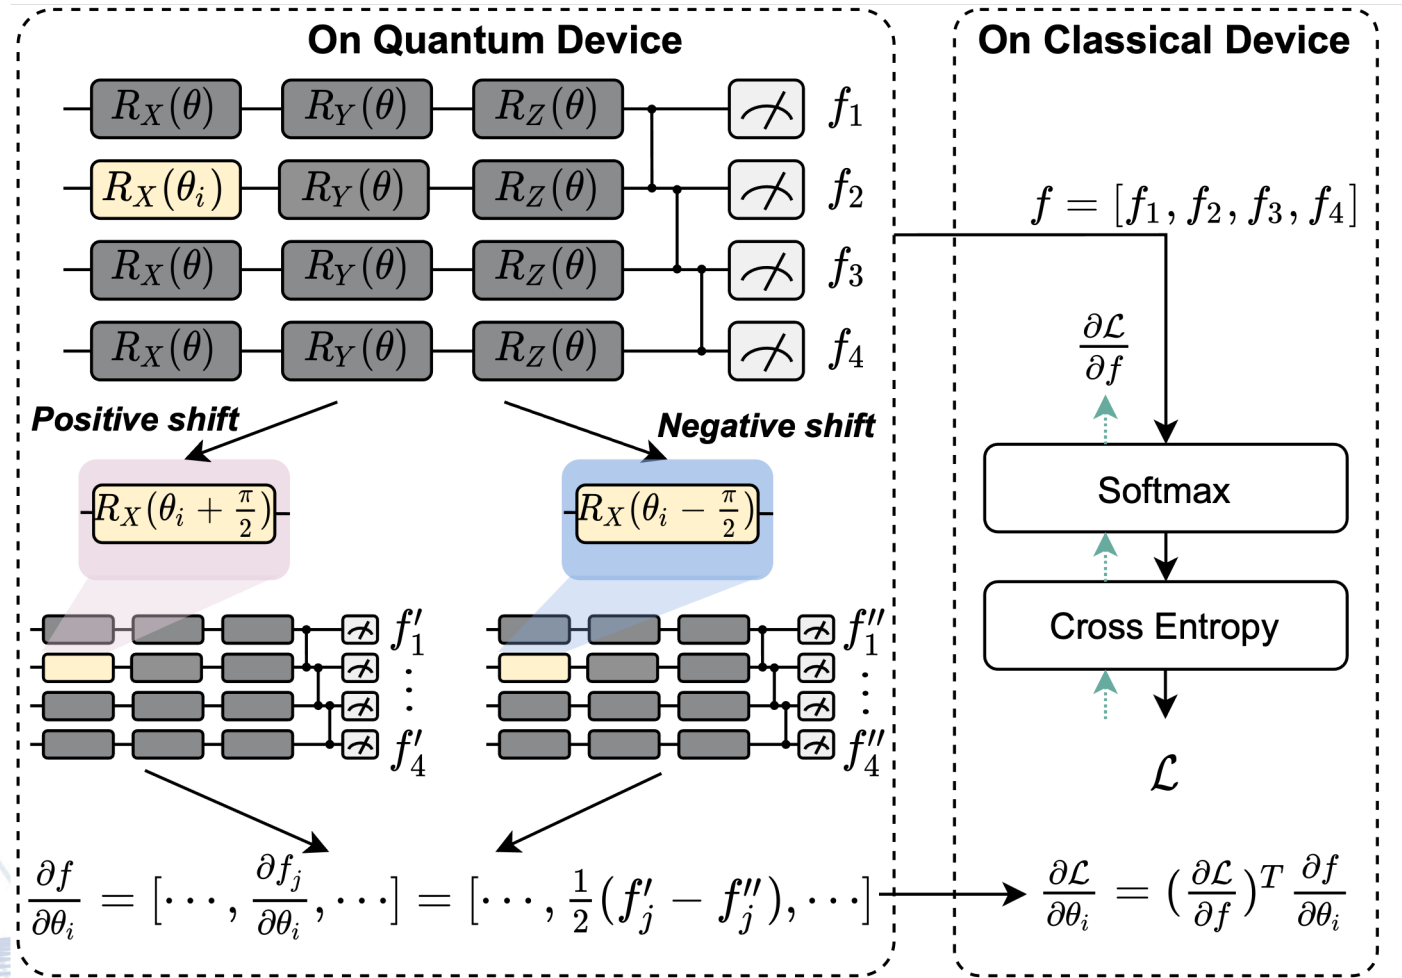 On Quantum Device
R_X(θ) R_Y(θ) R_Z(θ) f_1
R_X(θ_i) R_Y(θ) R_Z(θ) f_2
R_X(θ) R_Y(θ) R_Z(θ) f_3
R_X(θ) R_Y(θ) R_Z(θ) f_4
Positive shift
Negative shift
R_X(θ_i + π/2)
R_X(θ_i − π/2)
f′_1
⋮
f′_4
f″_1
⋮
f″_4
∂f/∂θ_i = [⋯, ∂f_j/∂θ_i, ⋯] = [⋯, 1/2(f′_j − f″_j), ⋯]
On Classical Device
f = [f_1, f_2, f_3, f_4]
∂ℒ/∂f
Softmax
Cross Entropy
ℒ
∂ℒ/∂θ_i = (∂ℒ/∂f)^T ∂f/∂θ_i